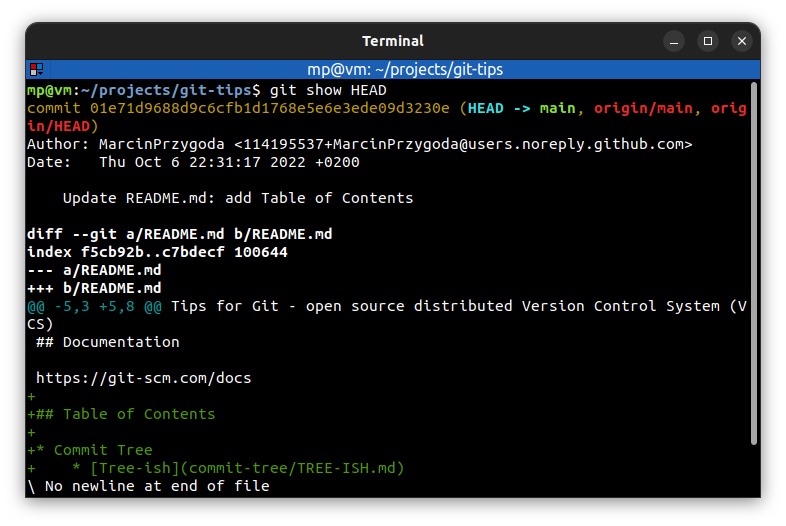 Terminal
mp@vm: ~/projects/git-tips
mp@vm:~/projects/git-tips$ git show HEAD
commit 01e71d9688d9c6cfb1d1768e5e6e3ede09d3230e (HEAD -> main, origin/main, orig
in/HEAD)
Author: MarcinPrzygoda <114195537+MarcinPrzygoda@users.noreply.github.com>
Date:   Thu Oct 6 22:31:17 2022 +0200

    Update README.md: add Table of Contents

diff --git a/README.md b/README.md
index f5cb92b..c7bdecf 100644
--- a/README.md
+++ b/README.md
@@ -5,3 +5,8 @@ Tips for Git - open source distributed Version Control System (V
CS)
 ## Documentation

 https://git-scm.com/docs
+
+## Table of Contents
+
+* Commit Tree
+    * [Tree-ish](commit-tree/TREE-ISH.md)
\ No newline at end of file